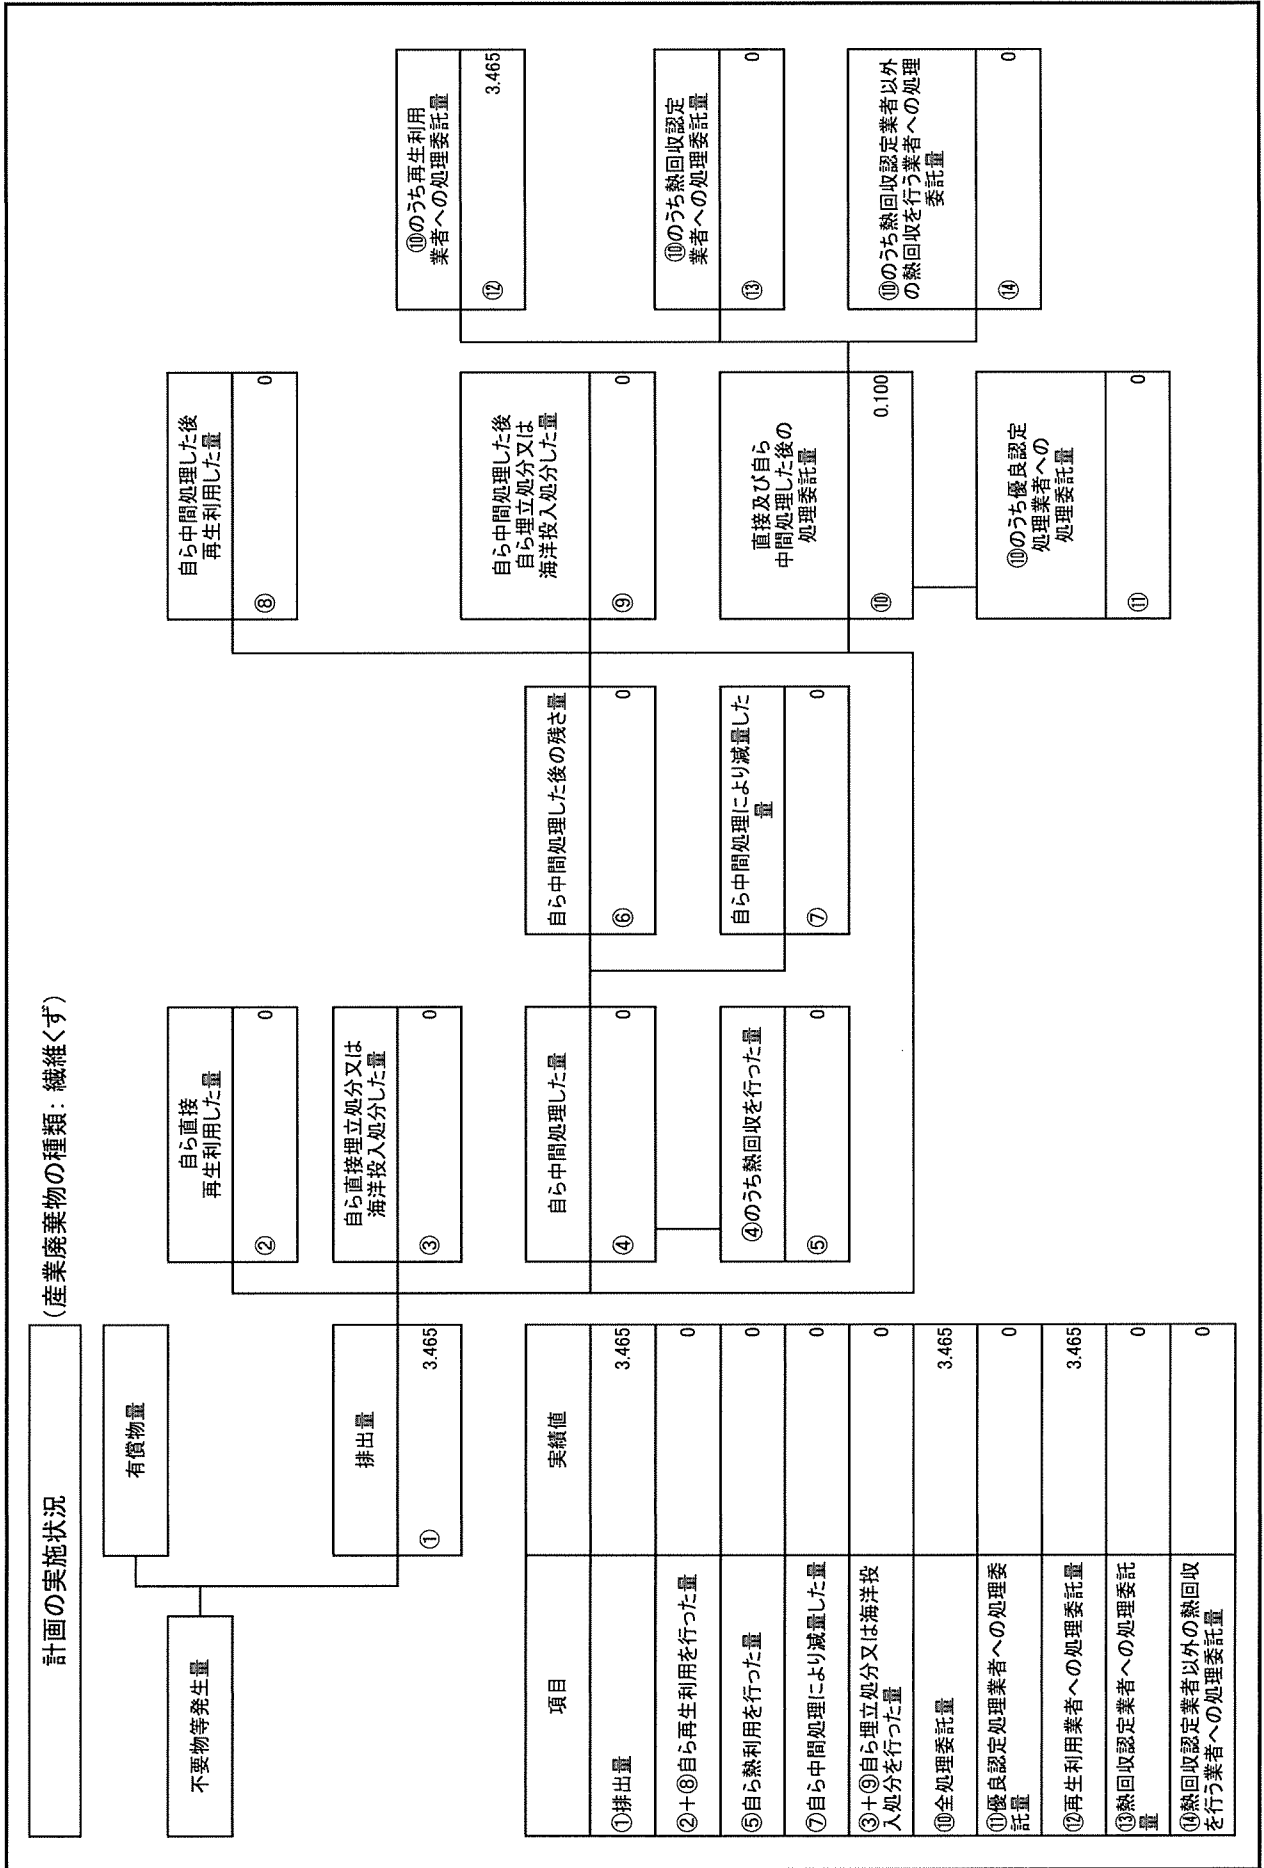 計画の実施状況
(産業廃棄物の種類：繊維くず)
不要物等発生量
有償物量
排出量
① 3.465
自ら直接
再生利用した量
② 0
自ら直接埋立処分又は
海洋投入処分した量
③ 0
自ら中間処理した量
④ 0
④のうち熱回収を行った量
⑤ 0
自ら中間処理した後の残さ量
⑥ 0
自ら中間処理により減量した
量
⑦ 0
自ら中間処理した後
再生利用した量
⑧ 0
自ら中間処理した後
自ら埋立処分又は
海洋投入処分した量
⑨ 0
直接及び自ら
中間処理した後の
処理委託量
⑩ 0.100
⑩のうち優良認定
処理業者への
処理委託量
⑪ 0
⑩のうち再生利用
業者への処理委託量
⑫ 3.465
⑩のうち熱回収認定
業者への処理委託量
⑬ 0
⑩のうち熱回収認定業者以外
の熱回収を行う業者への処理
委託量
⑭ 0
項目 実績値
①排出量 3.465
②＋⑧自ら再生利用を行った量 0
⑤自ら熱利用を行った量 0
⑦自ら中間処理により減量した量 0
③＋⑨自ら埋立処分又は海洋投
入処分を行った量 0
⑩全処理委託量 3.465
⑪優良認定処理業者への処理委
託量 0
⑫再生利用業者への処理委託量 3.465
⑬熱回収認定業者への処理委託
量 0
⑭熱回収認定業者以外の熱回収
を行う業者への処理委託量 0